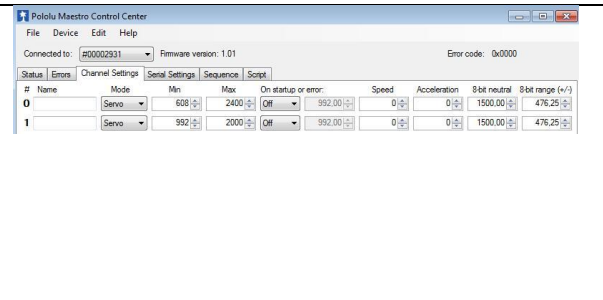 Pololu Maestro Control Center
File Device Edit Help
Connected to: #00002931 Firmware version: 1.01 Error code: 0x0000
Status Errors Channel Settings Serial Settings Sequence Script
# Name Mode Min Max On startup or error: Speed Acceleration 8-bit neutral 8-bit range (+/-)
0 Servo 608 2400 Off 992,00 0 0 1500,00 476,25
1 Servo 992 2000 Off 992,00 0 0 1500,00 476,25